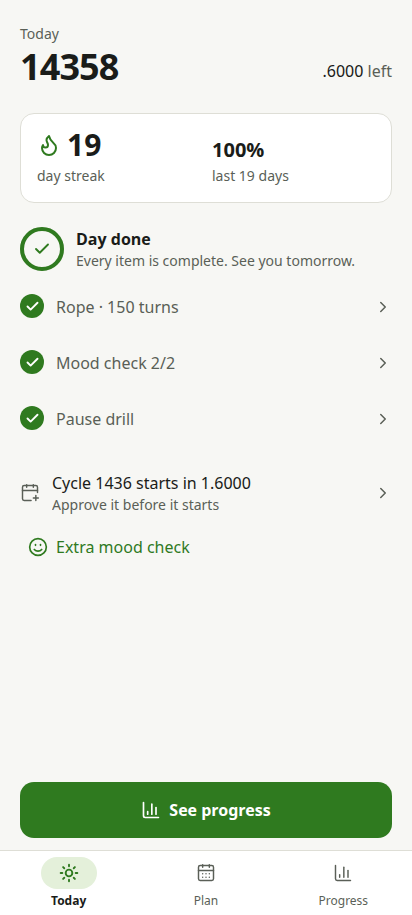 Today
14358
.6000 left
19
day streak
100%
last 19 days
Day done
Every item is complete. See you tomorrow.
Rope · 150 turns
Mood check 2/2
Pause drill
Cycle 1436 starts in 1.6000
Approve it before it starts
Extra mood check
See progress
Today
Plan
Progress